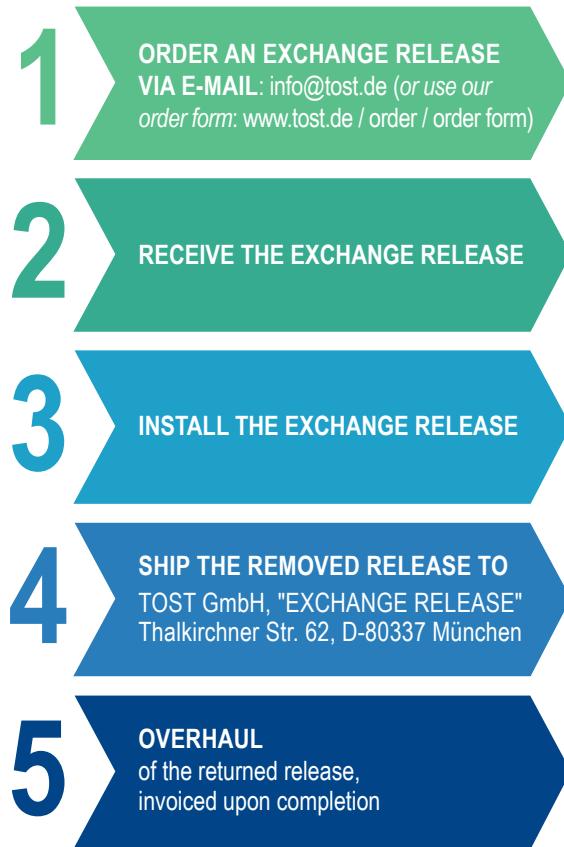 1
ORDER AN EXCHANGE RELEASE
VIA E-MAIL: info@tost.de (or use our
order form: www.tost.de / order / order form)
2
RECEIVE THE EXCHANGE RELEASE
3
INSTALL THE EXCHANGE RELEASE
4
SHIP THE REMOVED RELEASE TO
TOST GmbH, "EXCHANGE RELEASE"
Thalkirchner Str. 62, D-80337 München
5
OVERHAUL
of the returned release,
invoiced upon completion